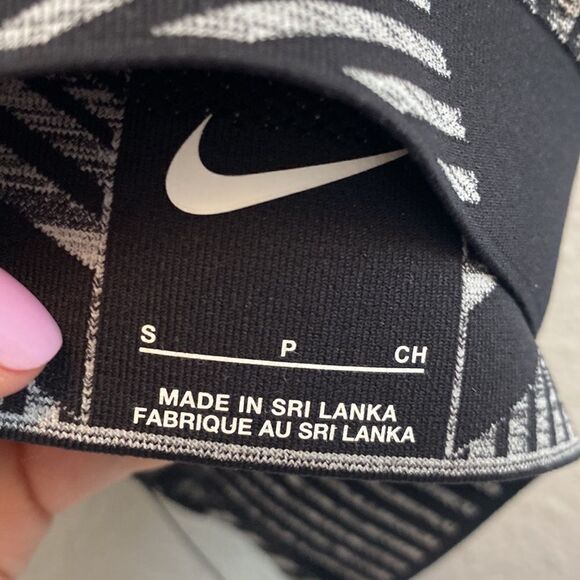 S P CH
MADE IN SRI LANKA
FABRIQUE AU SRI LANKA